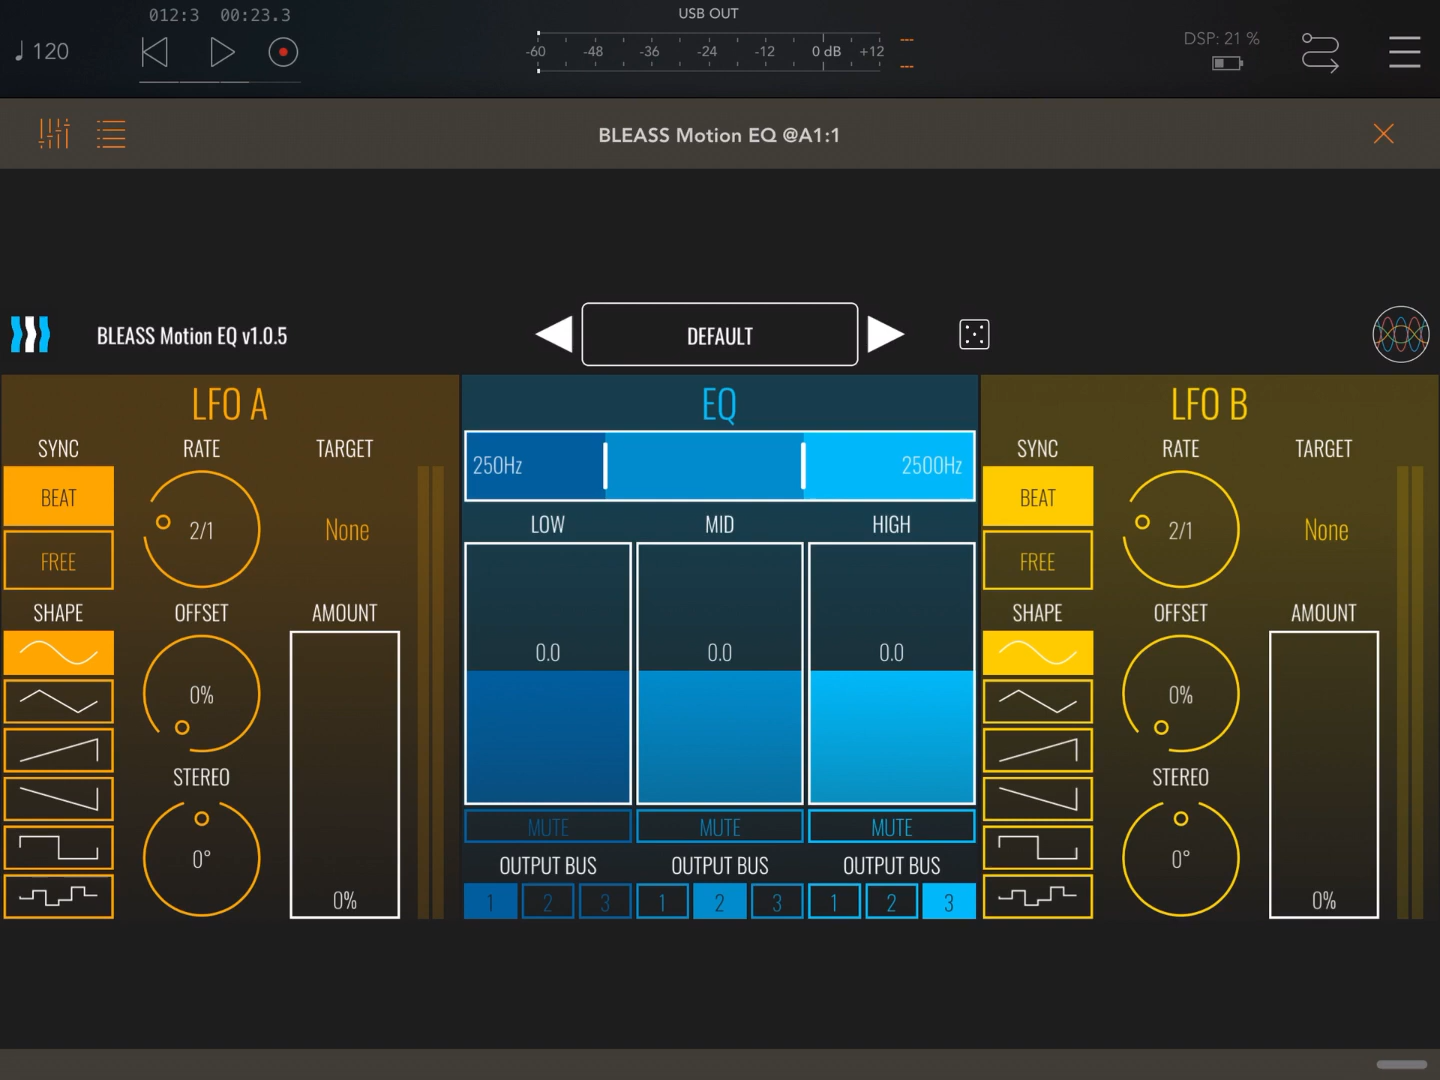 012:3 00:23.3
120
USB OUT
-60 -48 -36 -24 -12 0 dB +12
---
---
DSP: 21 %
BLEASS Motion EQ @A1:1
BLEASS Motion EQ v1.0.5
DEFAULT
LFO A
SYNC RATE TARGET
BEAT
2/1
None
FREE
SHAPE OFFSET AMOUNT
0%
STEREO
0°
0%
EQ
250Hz 2500Hz
LOW MID HIGH
0.0 0.0 0.0
MUTE MUTE MUTE
OUTPUT BUS OUTPUT BUS OUTPUT BUS
1 2 3 1 2 3 1 2 3
LFO B
SYNC RATE TARGET
BEAT
2/1
None
FREE
SHAPE OFFSET AMOUNT
0%
STEREO
0°
0%